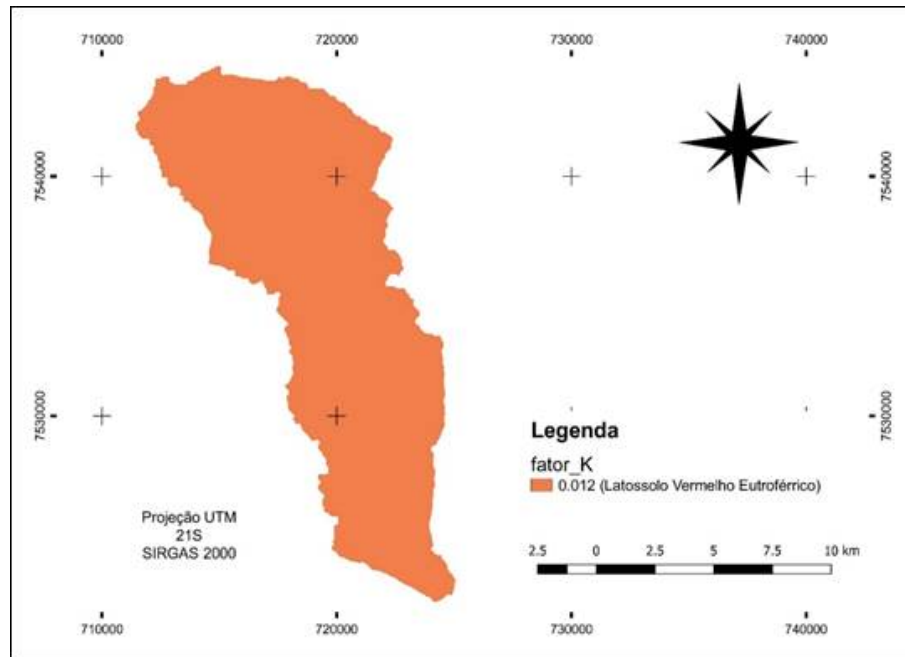 710000
720000
730000
740000
7540000
7540000
7530000
7530000
Legenda
fator_K
0.012 (Latossolo Vermelho Eutroférrico)
Projeção UTM
21S
SIRGAS 2000
2.5 0 2.5 5 7.5 10 km
710000
720000
730000
740000